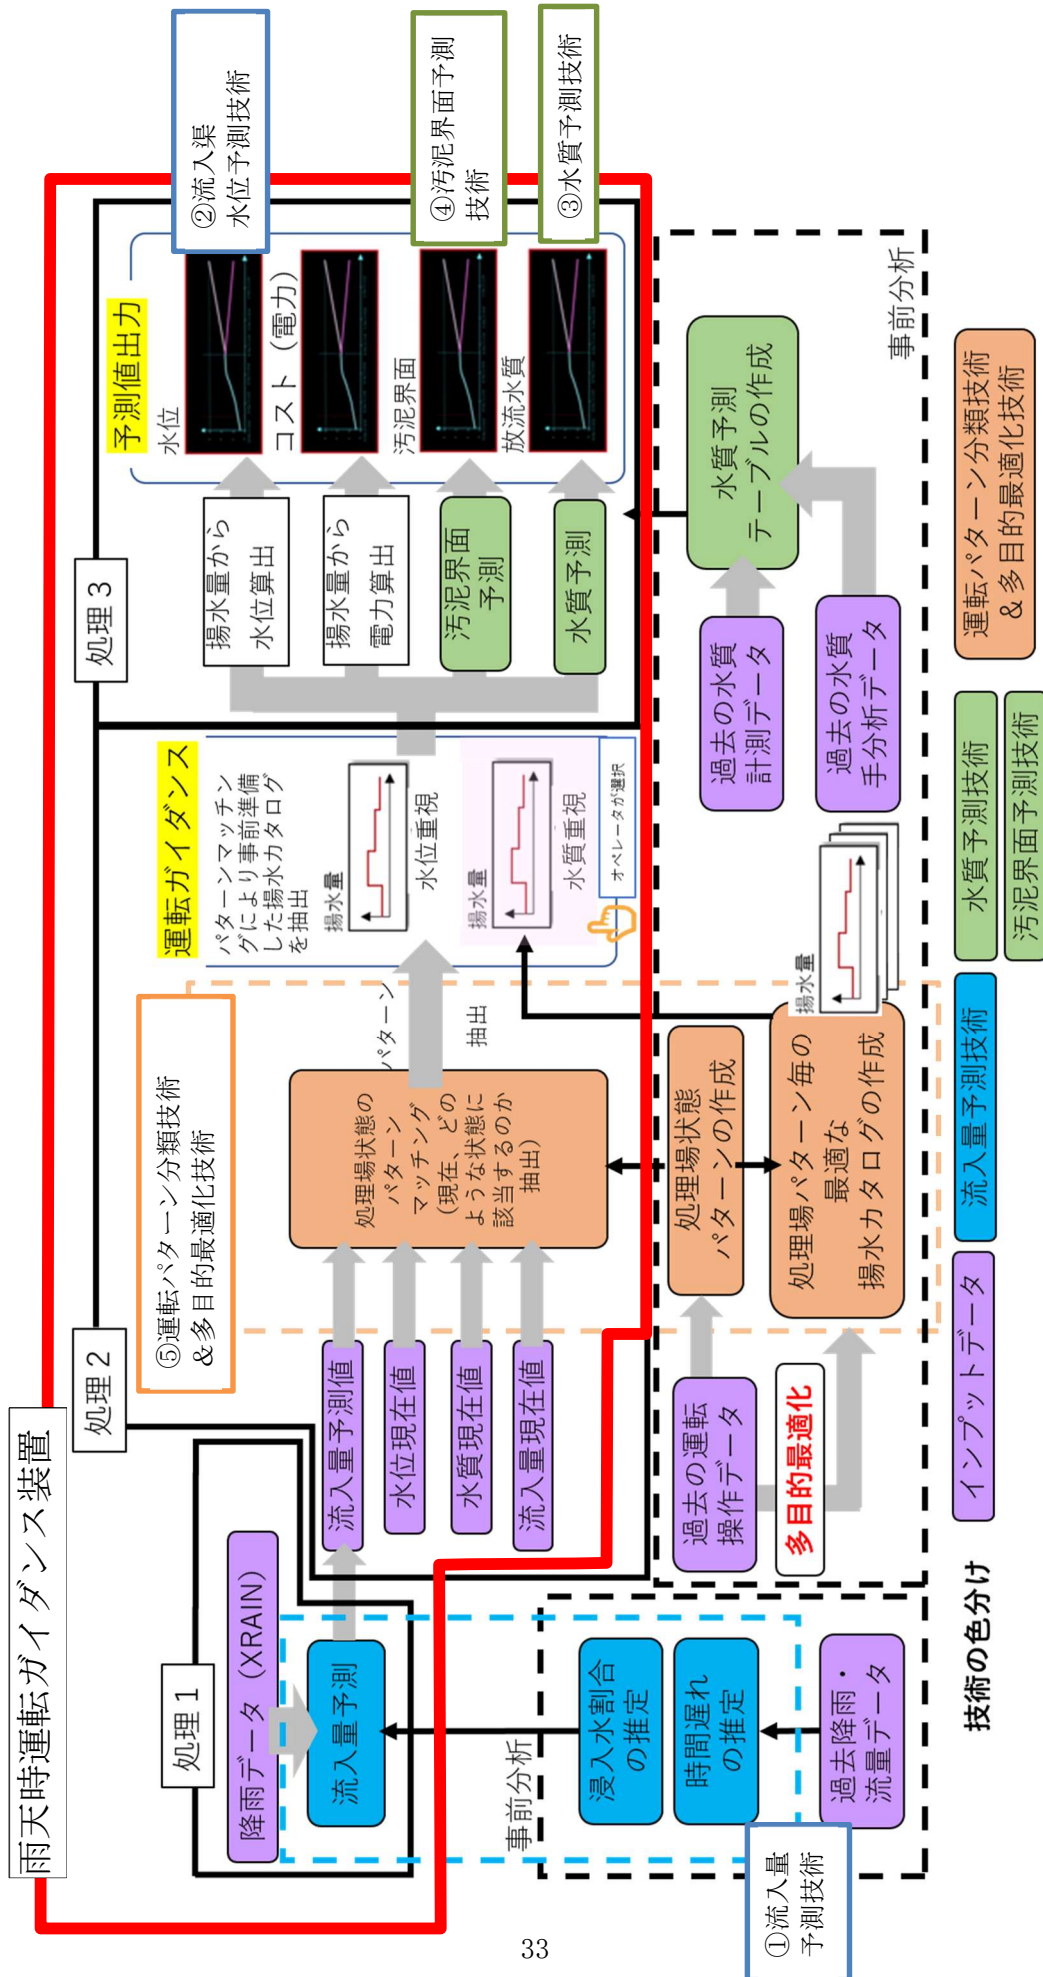 雨天時運転ガイダンス装置
処理１
処理２
処理３
降雨データ（XRAIN）
流入量予測
事前分析
浸入水割合
の推定
時間遅れ
の推定
過去降雨・
流量データ
①流入量
予測技術
⑤運転パターン分類技術
＆多目的最適化技術
流入量予測値
水位現在値
水質現在値
流入量現在値
処理場状態の
パターン
マッチング
（現在、どの
ような状態に
該当するのか
抽出）
パターン
抽出
運転ガイダンス
パターンマッチン
グにより事前準備
した揚水カタログ
を抽出
揚水量
水位重視
揚水量
水質重視
オペレータが選択
揚水量から
水位算出
揚水量から
電力算出
汚泥界面
予測
水質予測
予測値出力
水位
コスト（電力）
汚泥界面
放流水質
②流入渠
水位予測技術
④汚泥界面予測
技術
③水質予測技術
過去の運転
操作データ
多目的最適化
処理場状態
パターンの作成
処理場パターン毎の
最適な
揚水カタログの作成
揚水量
過去の水質
計測データ
過去の水質
手分析データ
水質予測
テーブルの作成
事前分析
技術の色分け
インプットデータ
流入量予測技術
水質予測技術
汚泥界面予測技術
運転パターン分類技術
＆多目的最適化技術
33